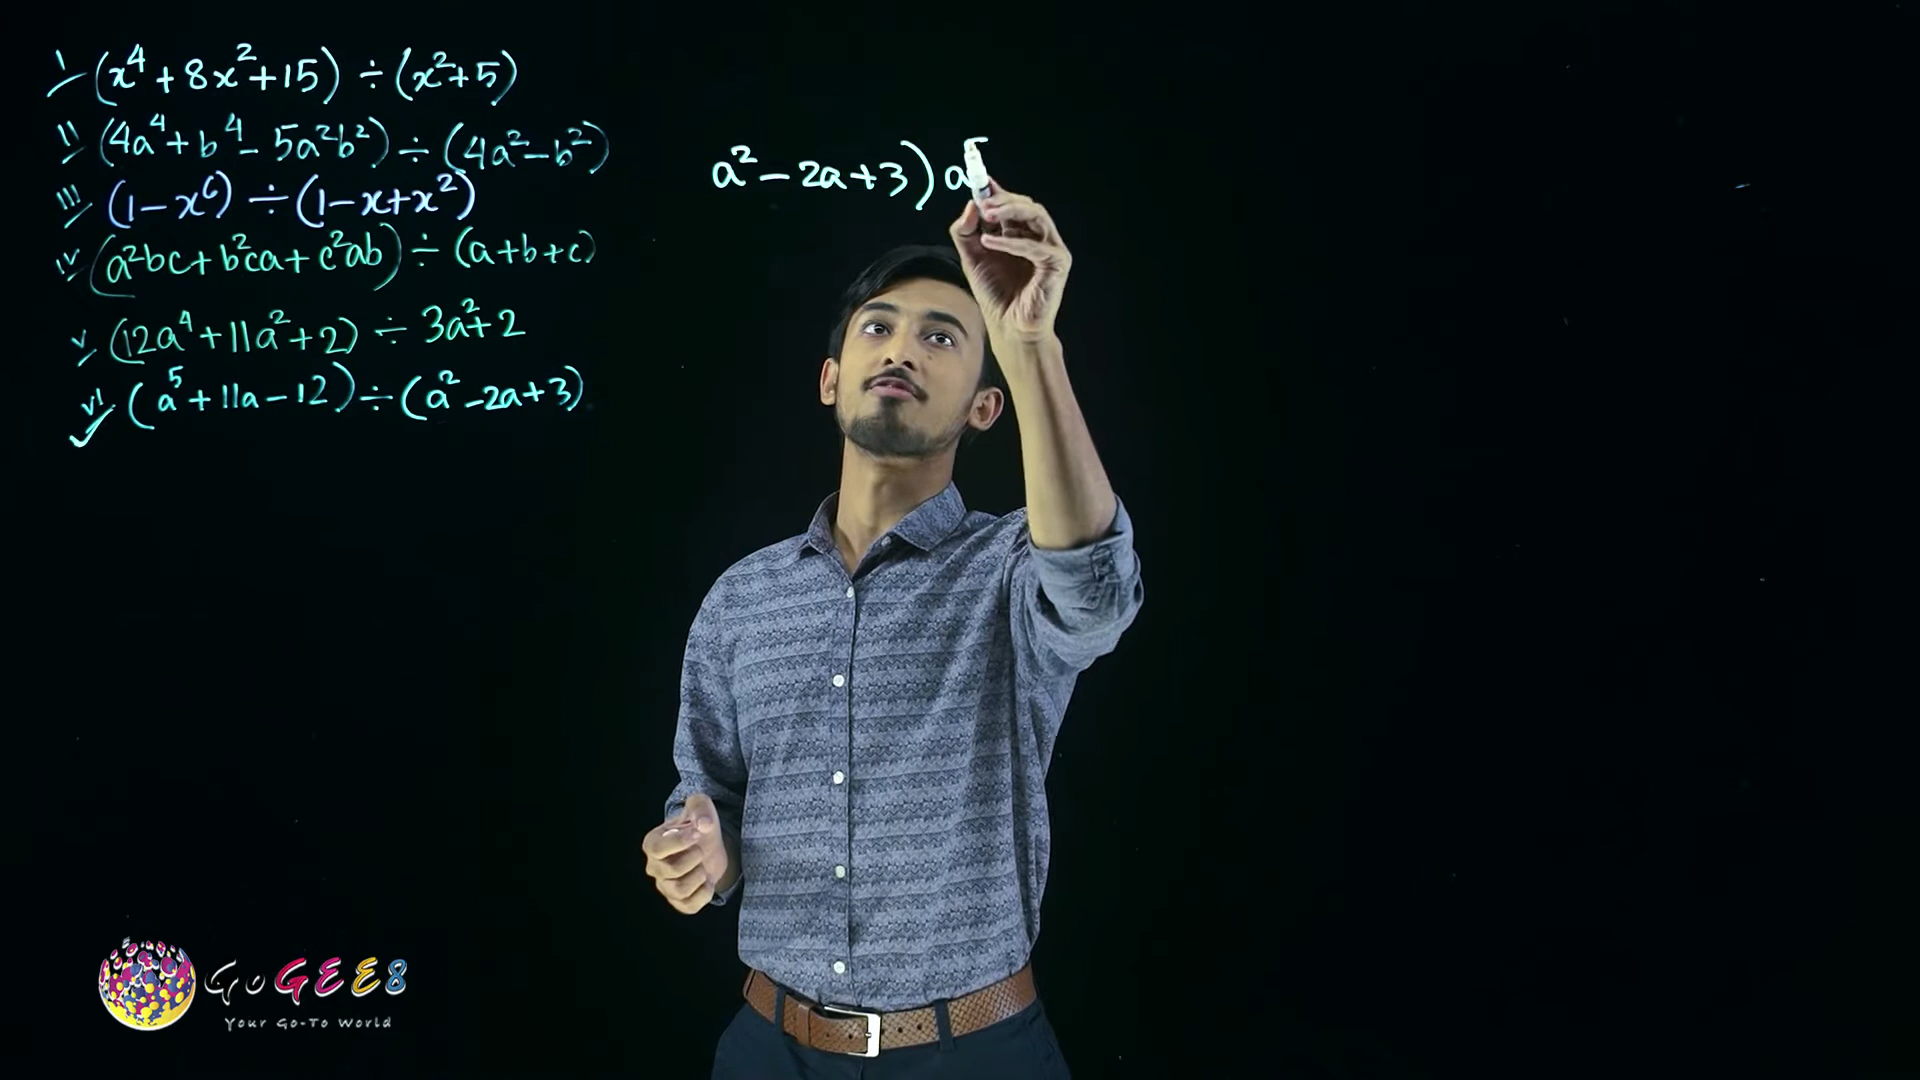 i) (x⁴+8x²+15) ÷ (x²+5)
ii) (4a⁴+b⁴-5a²b²) ÷ (4a²-b²)
iii) (1-x⁶) ÷ (1-x+x²)
iv) (a²bc+b²ca+c²ab) ÷ (a+b+c)
v) (12a⁴+11a²+2) ÷ 3a²+2
vi) (a⁵+11a-12) ÷ (a²-2a+3)
a²-2a+3) a⁵
GoGEE8
Your Go-To World